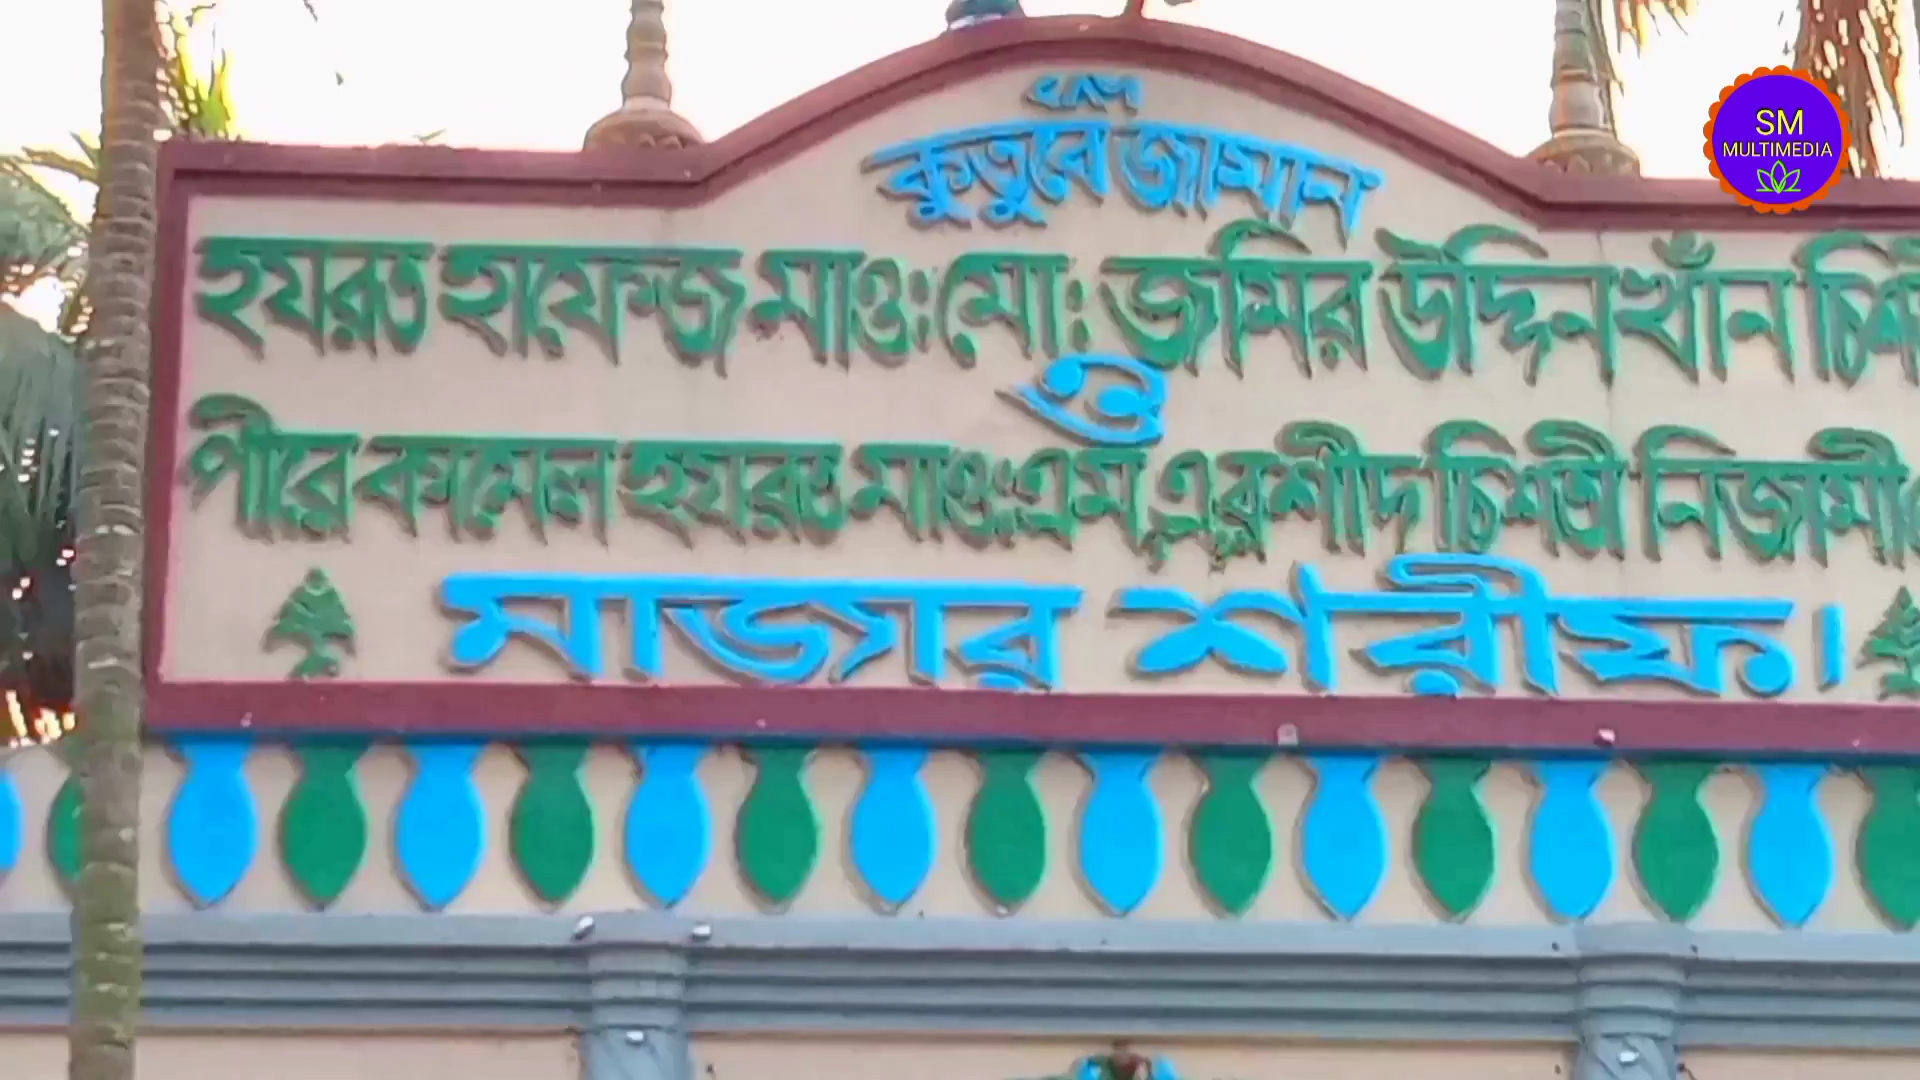 কুতুবে জামান
হযরত হাফেজ মাওঃ মোঃ জমির উদ্দিন খাঁন
ও
পীরে কামেল হযরত মাওঃ এম, এ, রশীদ চিশতী নিজামী
মাজার শরীফ।
SM
MULTIMEDIA